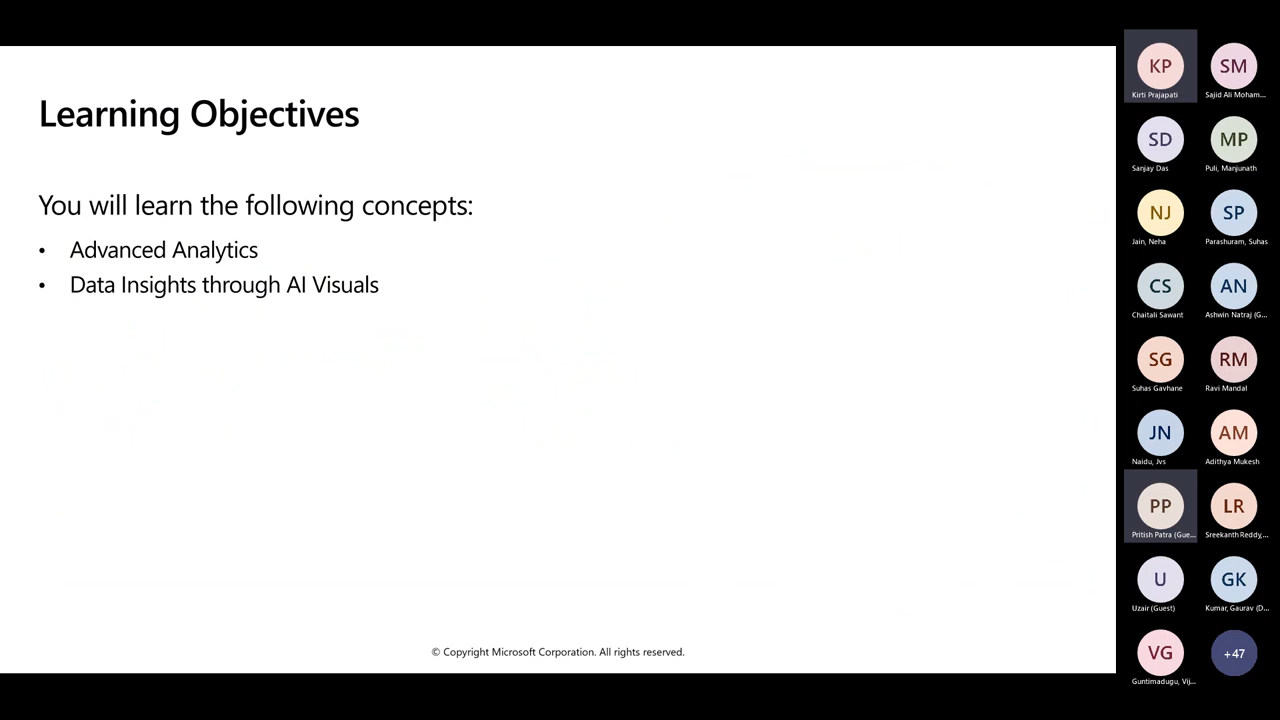 Learning Objectives
You will learn the following concepts:
• Advanced Analytics
• Data Insights through AI Visuals
© Copyright Microsoft Corporation. All rights reserved.
KP
Kirti Prajapati
SM
Sajid Ali Moham...
SD
Sanjay Das
MP
Puli, Manjunath
NJ
Jain, Neha
SP
Parashuram, Suhas
CS
Chaitali Sawant
AN
Ashwin Natraj (G...
SG
Suhas Gavhane
RM
Ravi Mandal
JN
Naidu, Jvs
AM
Adithya Mukesh
PP
Pritish Patra (Gue...
LR
Sreekanth Reddy,...
U
Uzair (Guest)
GK
Kumar, Gaurav (D...
VG
Guntimadugu, Vij...
+47